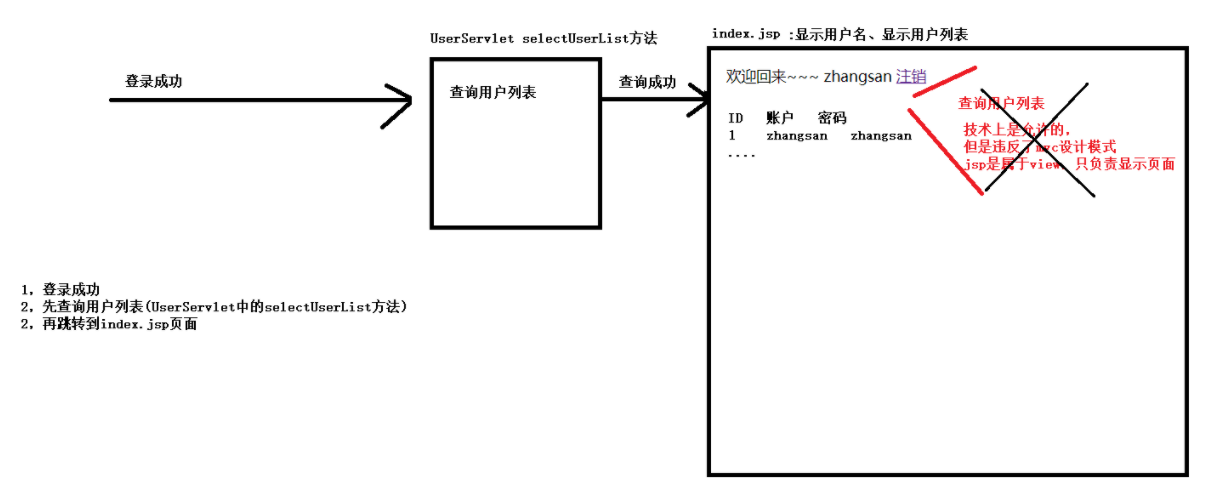 UserServlet selectUserList方法
index.jsp :显示用户名、显示用户列表
登录成功
查询用户列表
查询成功
欢迎回来~~~ zhangsan 注销
ID 账户 密码
1 zhangsan zhangsan
....
查询用户列表
技术上是允许的,
但是违反了mvc设计模式
jsp是属于view, 只负责显示页面
1, 登录成功
2, 先查询用户列表(UserServlet中的selectUserList方法)
2, 再跳转到index.jsp页面